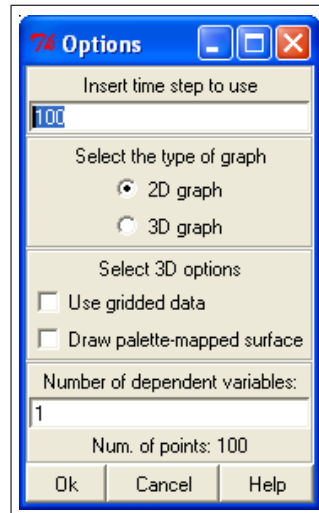 Options
Insert time step to use
100
Select the type of graph
2D graph
3D graph
Select 3D options
Use gridded data
Draw palette-mapped surface
Number of dependent variables:
1
Num. of points: 100
Ok Cancel Help